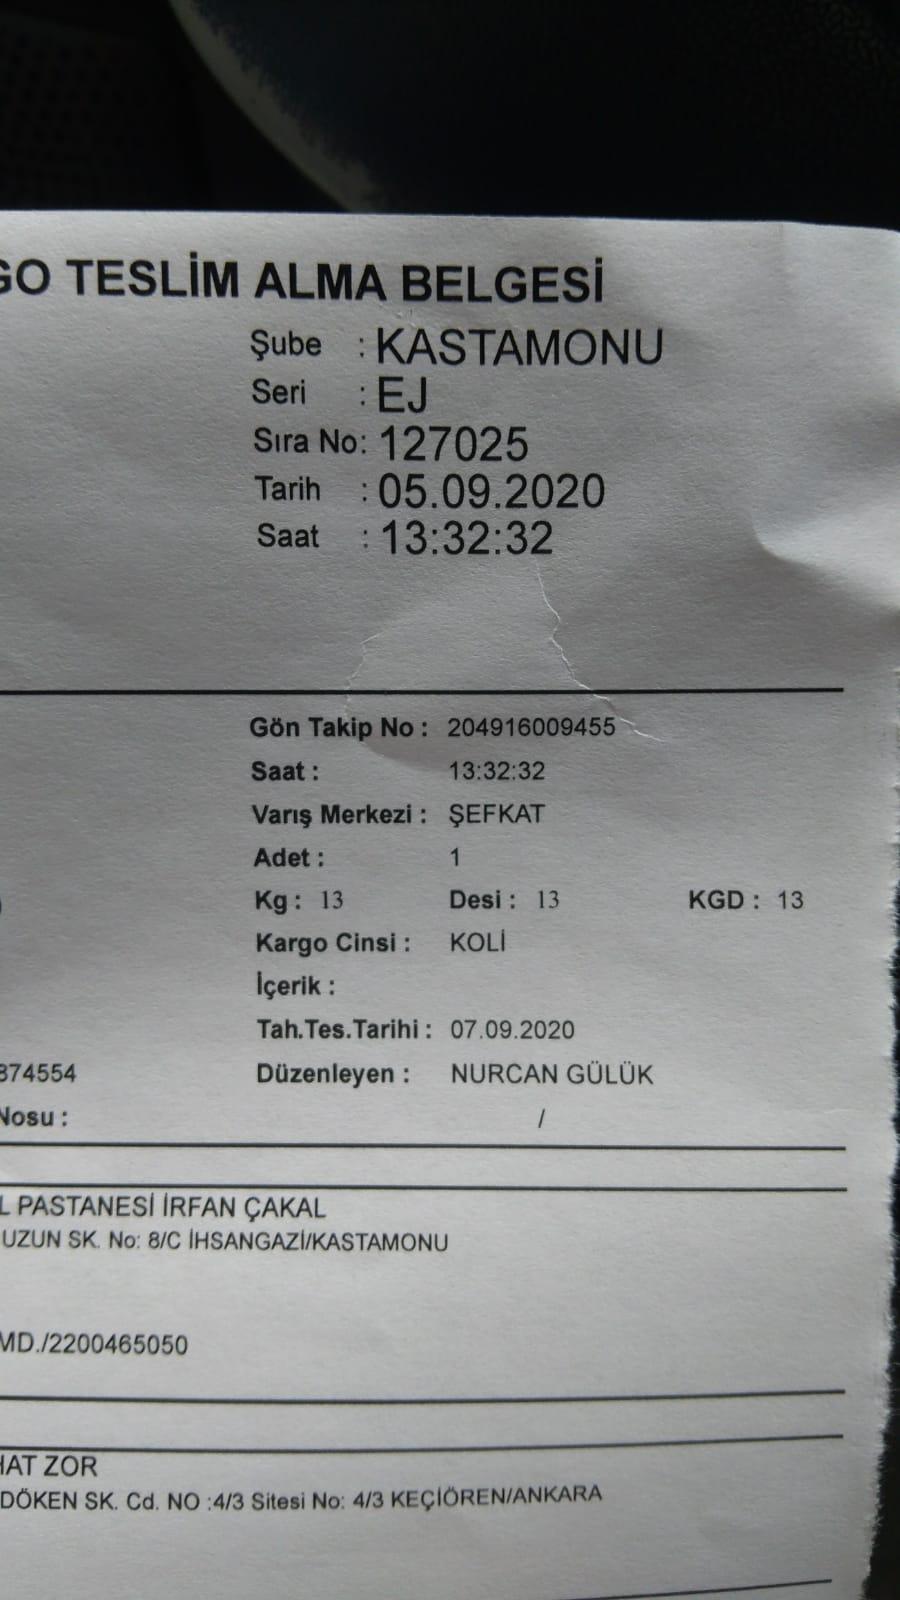 GO TESLİM ALMA BELGESİ
Şube : KASTAMONU
Seri : EJ
Sıra No: 127025
Tarih : 05.09.2020
Saat : 13:32:32
Gön Takip No : 204916009455
Saat : 13:32:32
Varış Merkezi : ŞEFKAT
Adet : 1
Kg : 13 Desi : 13 KGD : 13
Kargo Cinsi : KOLİ
İçerik :
Tah.Tes.Tarihi : 07.09.2020
874554 Düzenleyen : NURCAN GÜLÜK
Nosu : /
L PASTANESİ İRFAN ÇAKAL
UZUN SK. No: 8/C İHSANGAZİ/KASTAMONU
MD./2200465050
HAT ZOR
DÖKEN SK. Cd. NO :4/3 Sitesi No: 4/3 KEÇİÖREN/ANKARA